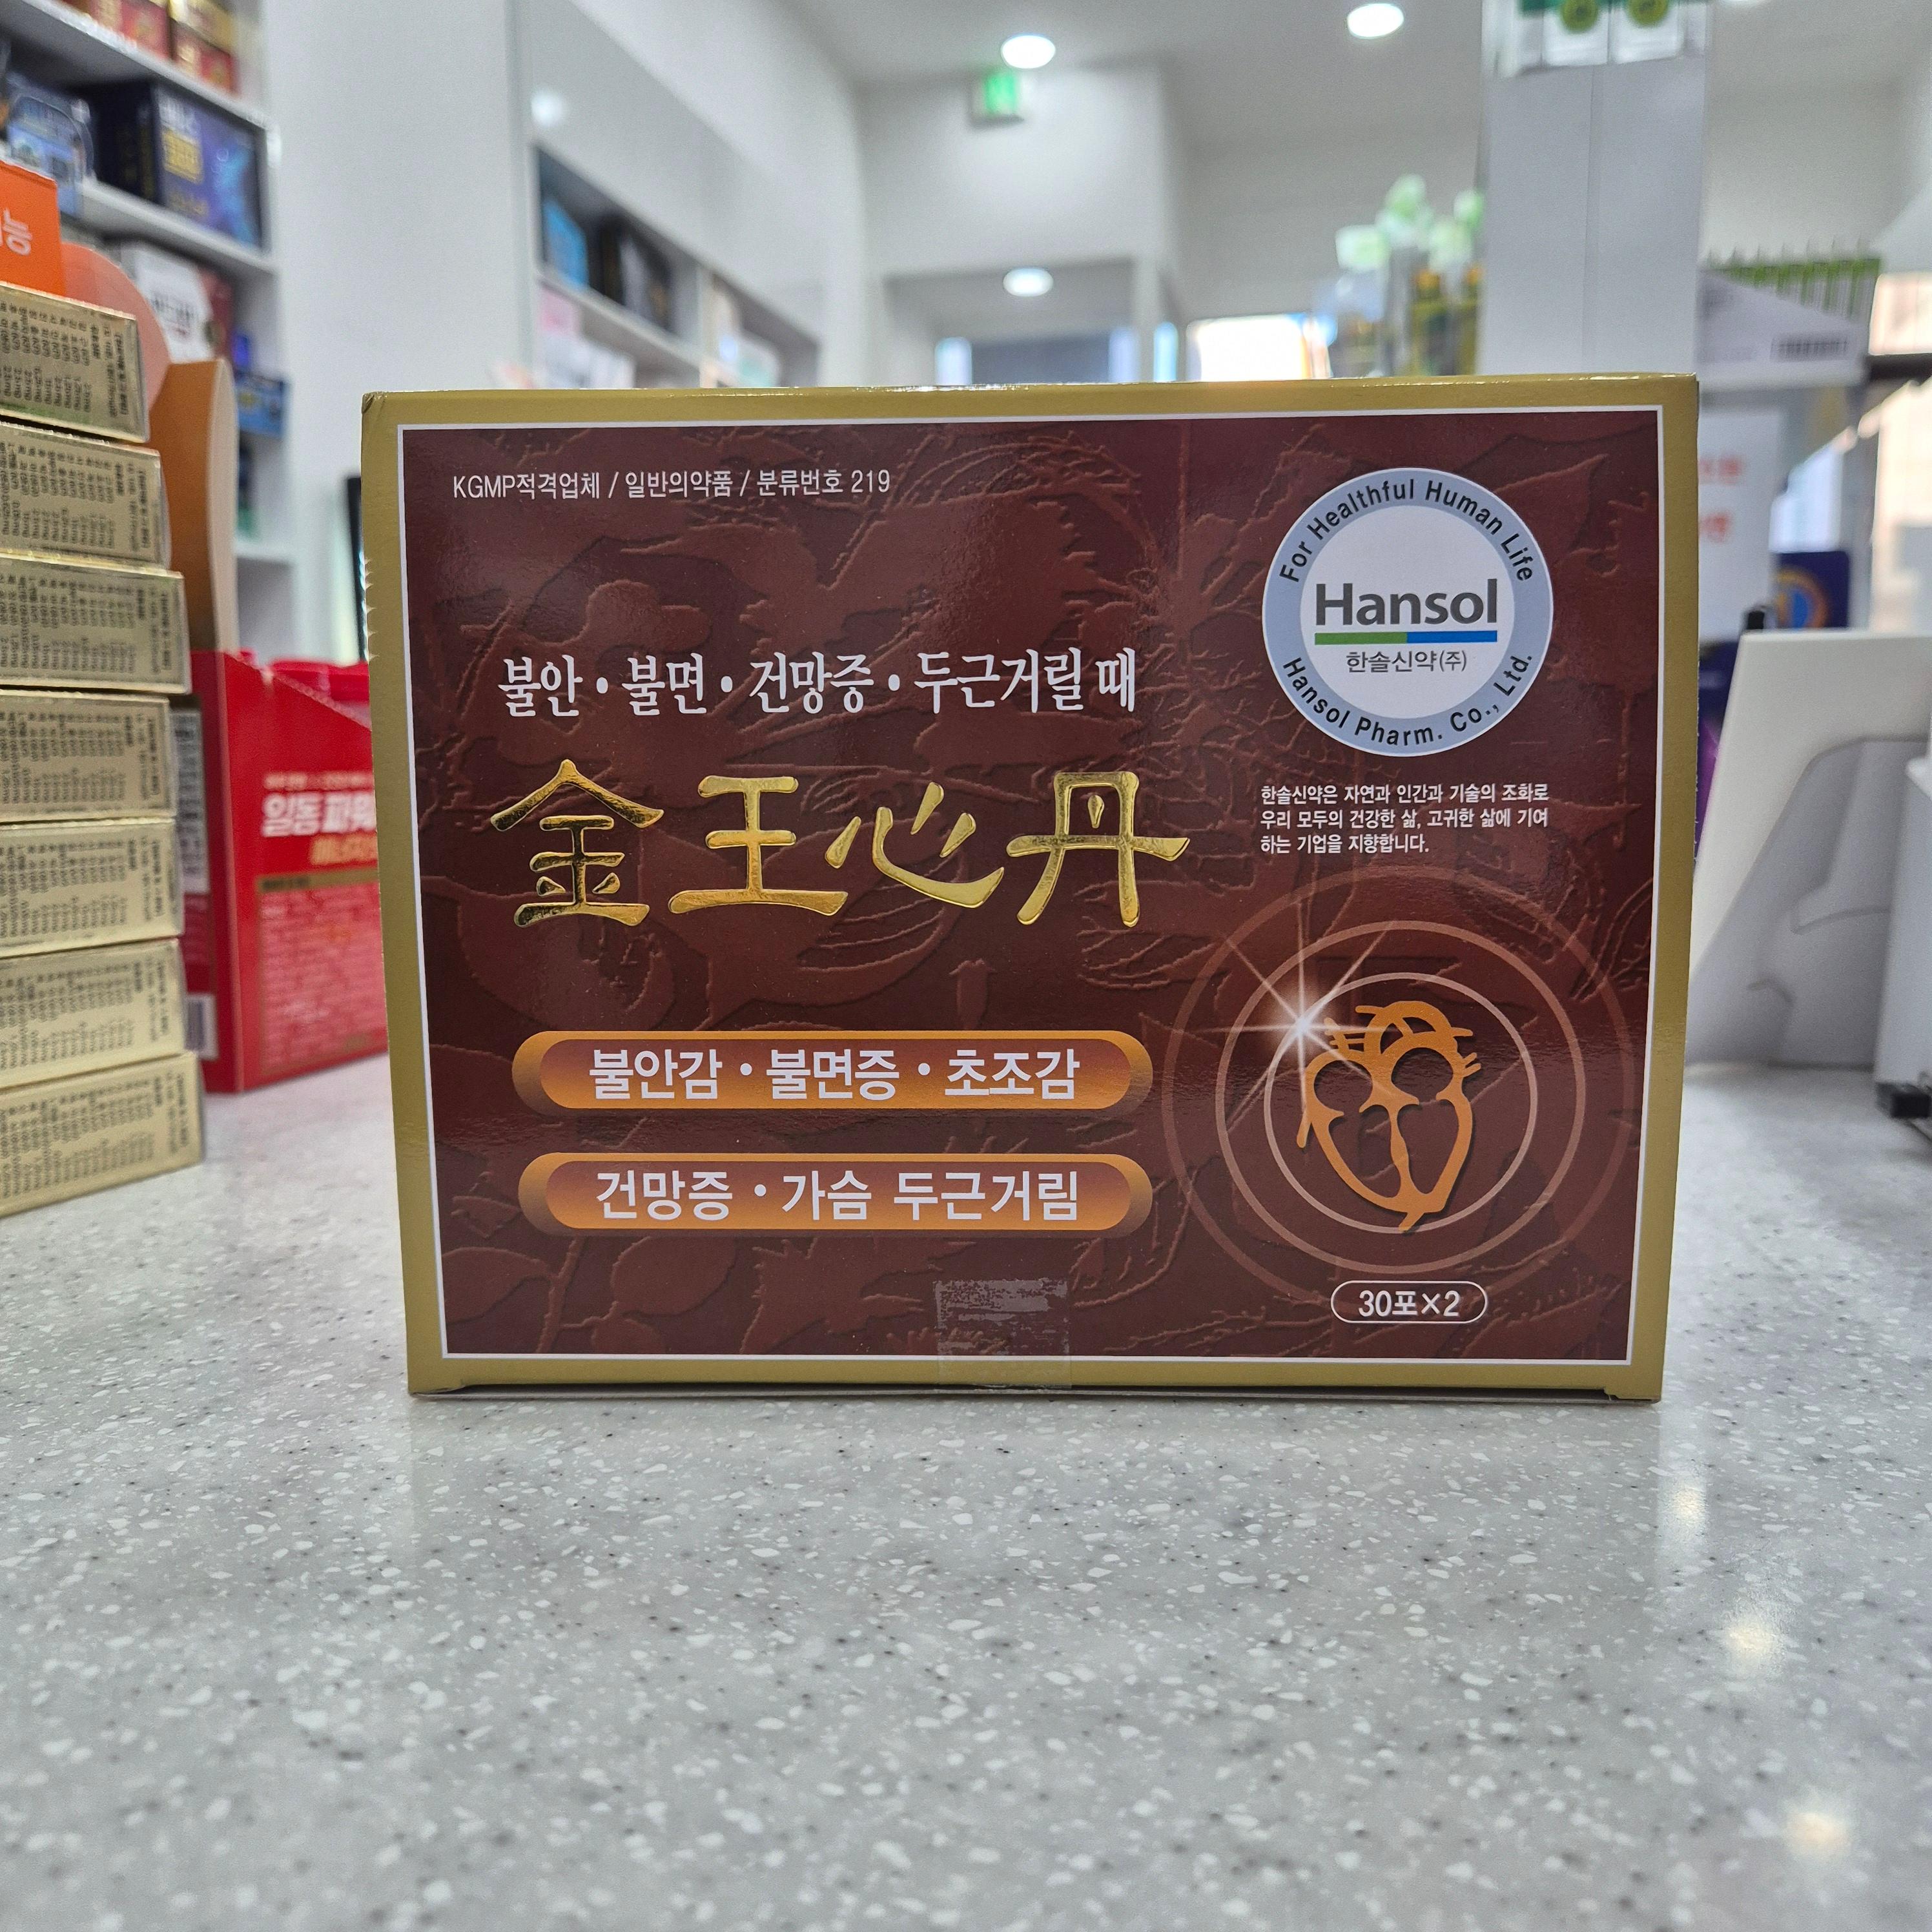 KGMP적격업체 / 일반의약품 / 분류번호 219
For Healthful Human Life
Hansol
한솔신약(주)
Hansol Pharm. Co., Ltd.
불안・불면・건망증・두근거릴 때
金王心丹
한솔신약은 자연과 인간과 기술의 조화로
우리 모두의 건강한 삶, 고귀한 삶에 기여
하는 기업을 지향합니다.
불안감・불면증・초조감
건망증・가슴 두근거림
30포×2
일동 파워